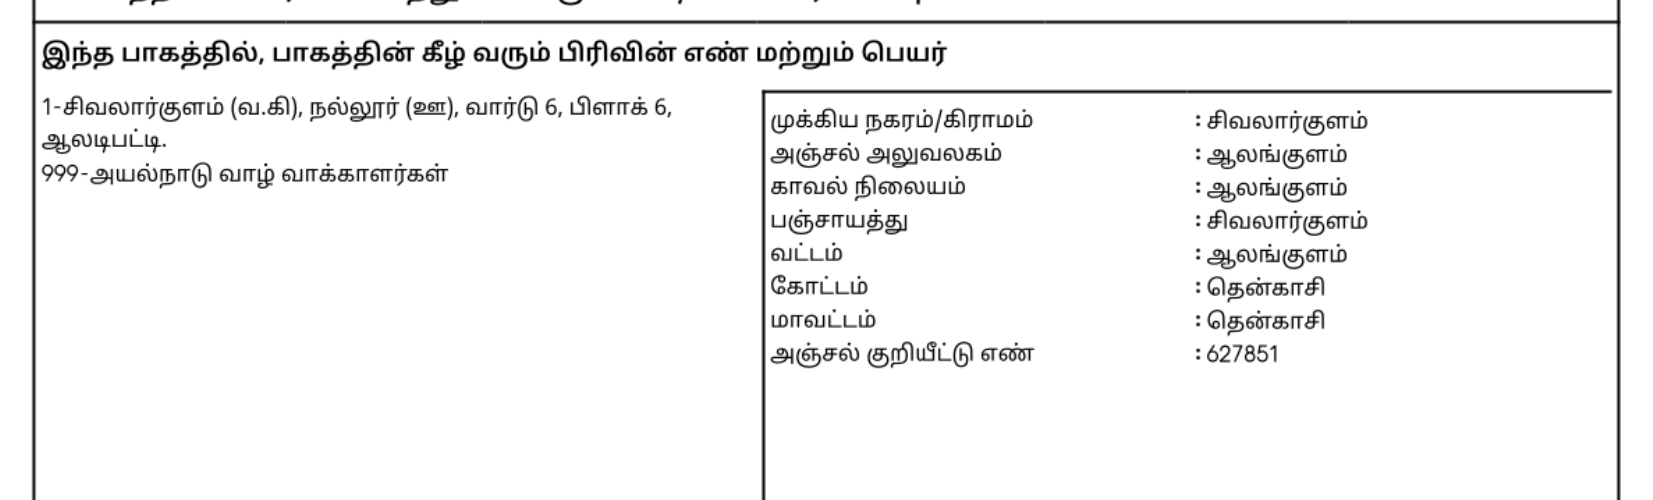 இந்த பாகத்தில், பாகத்தின் கீழ் வரும் பிரிவின் எண் மற்றும் பெயர்
1-சிவலார்குளம் (வ.கி), நல்லூர் (ஊ), வார்டு 6, பிளாக் 6,
ஆலடிபட்டி.
999-அயல்நாடு வாழ் வாக்காளர்கள்
முக்கிய நகரம்/கிராமம் : சிவலார்குளம்
அஞ்சல் அலுவலகம் : ஆலங்குளம்
காவல் நிலையம் : ஆலங்குளம்
பஞ்சாயத்து : சிவலார்குளம்
வட்டம் : ஆலங்குளம்
கோட்டம் : தென்காசி
மாவட்டம் : தென்காசி
அஞ்சல் குறியீட்டு எண் : 627851